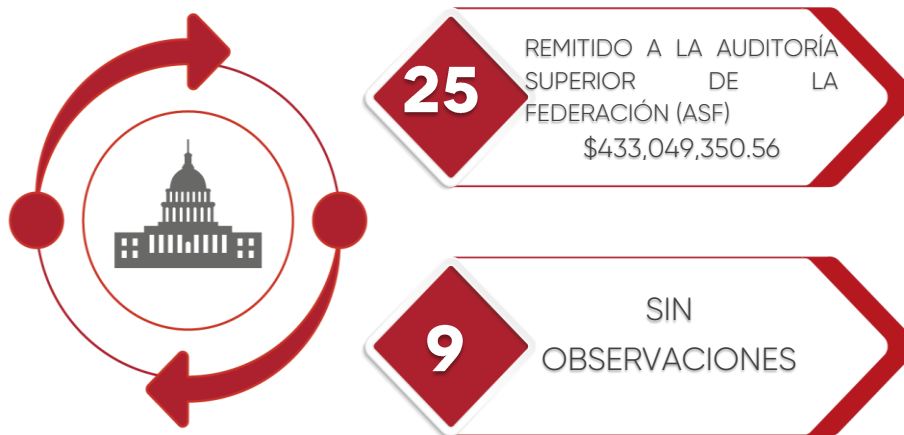 25
REMITIDO A LA AUDITORÍA
SUPERIOR DE LA
FEDERACIÓN (ASF)
$433,049,350.56
9
SIN
OBSERVACIONES